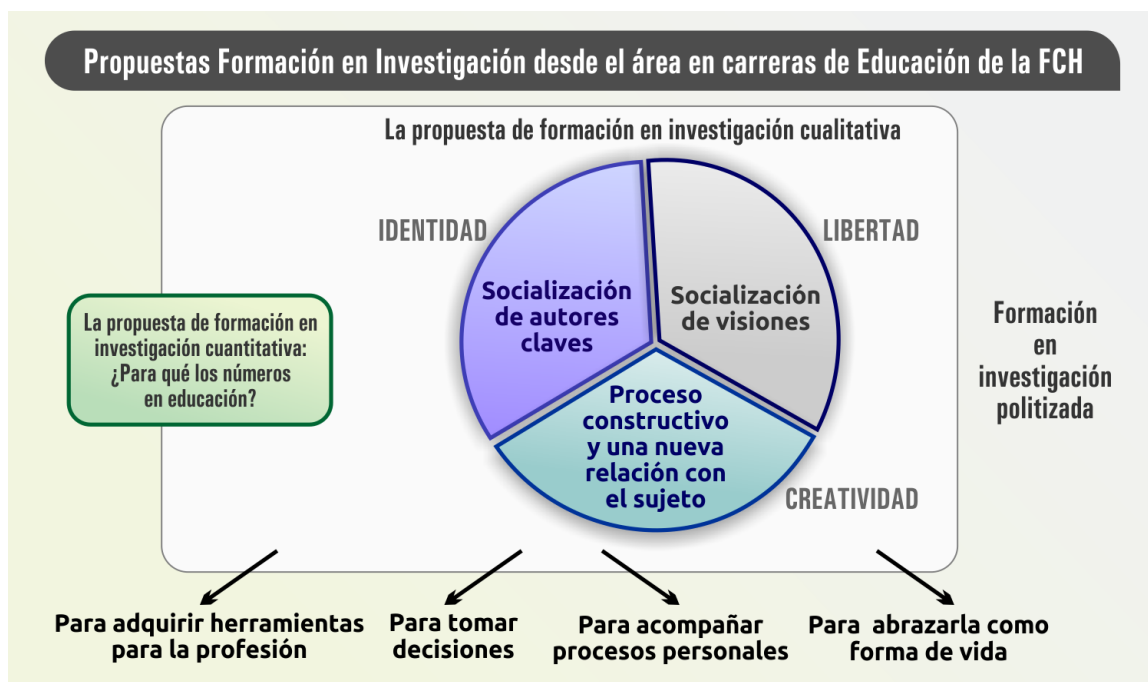 Propuestas Formación en Investigación desde el área en carreras de Educación de la FCH
La propuesta de formación en investigación cualitativa
IDENTIDAD
LIBERTAD
Socialización
de autores
claves
Socialización
de visiones
La propuesta de formación en
investigación cuantitativa:
¿Para qué los números
en educación?
Formación
en
investigación
politizada
Proceso
constructivo
y una nueva
relación con
el sujeto
CREATIVIDAD
Para adquirir herramientas
para la profesión
Para tomar
decisiones
Para acompañar
procesos personales
Para abrazarla como
forma de vida